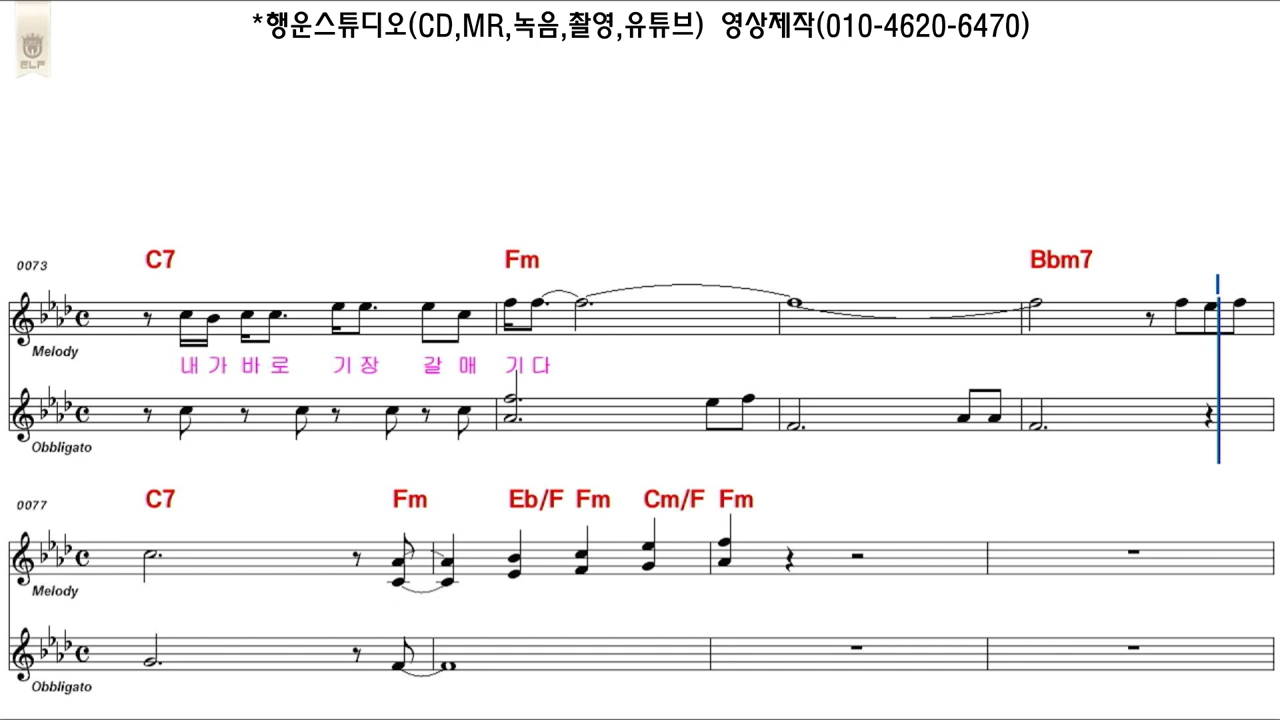 *행운스튜디오(CD,MR,녹음,촬영,유튜브) 영상제작(010-4620-6470)
ELF
0073 C7 Fm Bbm7
Melody
내 가 바 로 기 장 갈 매 기 다
Obbligato
0077 C7 Fm Eb/F Fm Cm/F Fm
Melody
Obbligato